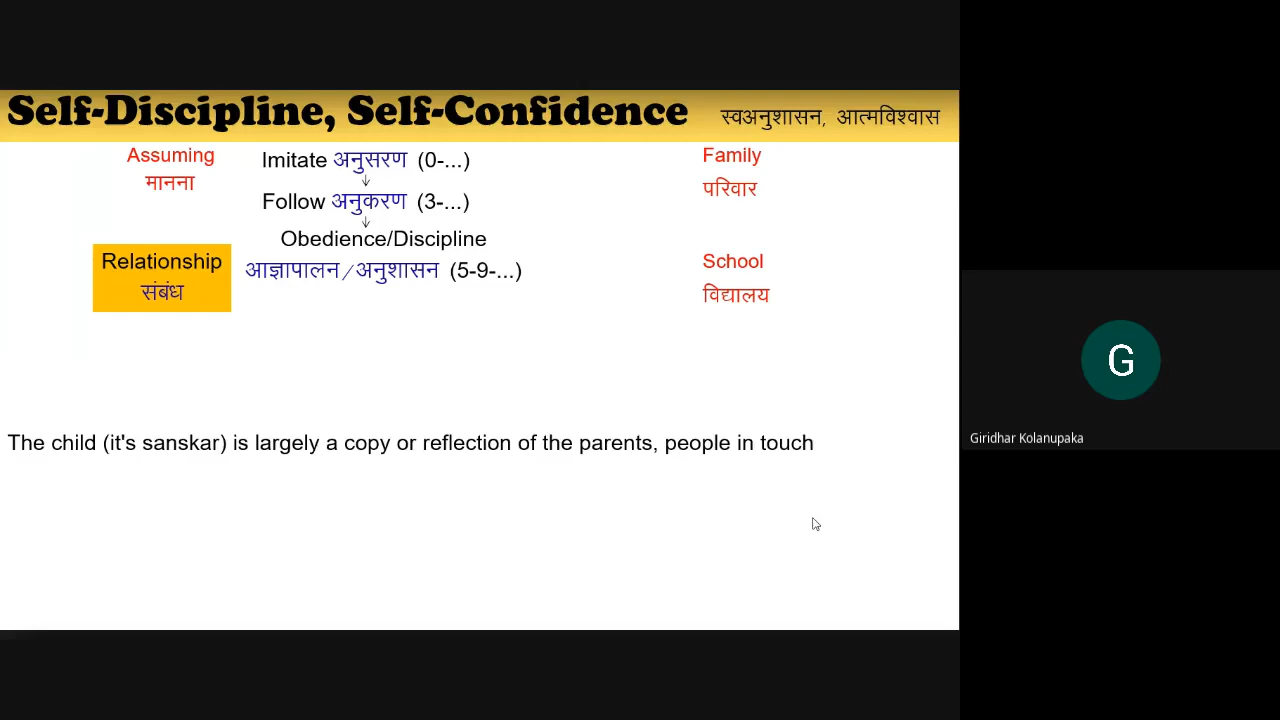 Self-Discipline, Self-Confidence स्वअनुशासन, आत्मविश्वास
Assuming
मानना
Imitate अनुसरण (0-...)
↓
Follow अनुकरण (3-...)
↓
Obedience/Discipline
आज्ञापालन/अनुशासन (5-9-...)
Relationship
संबंध
Family
परिवार
School
विद्यालय
The child (it's sanskar) is largely a copy or reflection of the parents, people in touch
G
Giridhar Kolanupaka